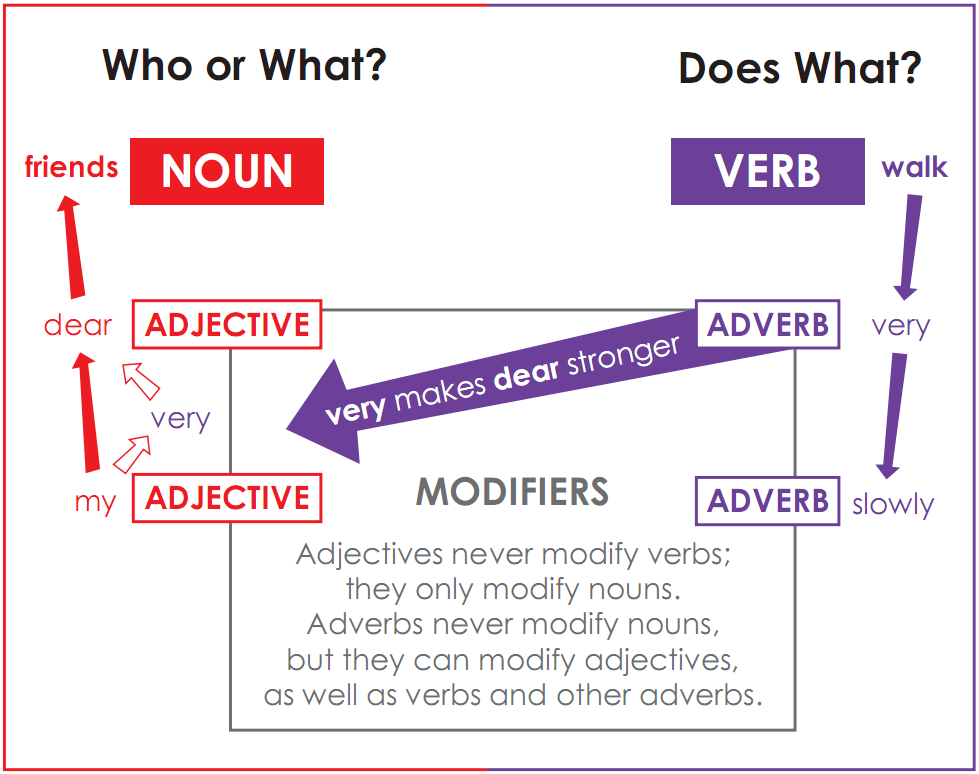 Who or What?
Does What?
friends
NOUN
VERB
walk
dear
ADJECTIVE
ADVERB
very
very makes dear stronger
very
my
ADJECTIVE
MODIFIERS
ADVERB
slowly
Adjectives never modify verbs;
they only modify nouns.
Adverbs never modify nouns,
but they can modify adjectives,
as well as verbs and other adverbs.